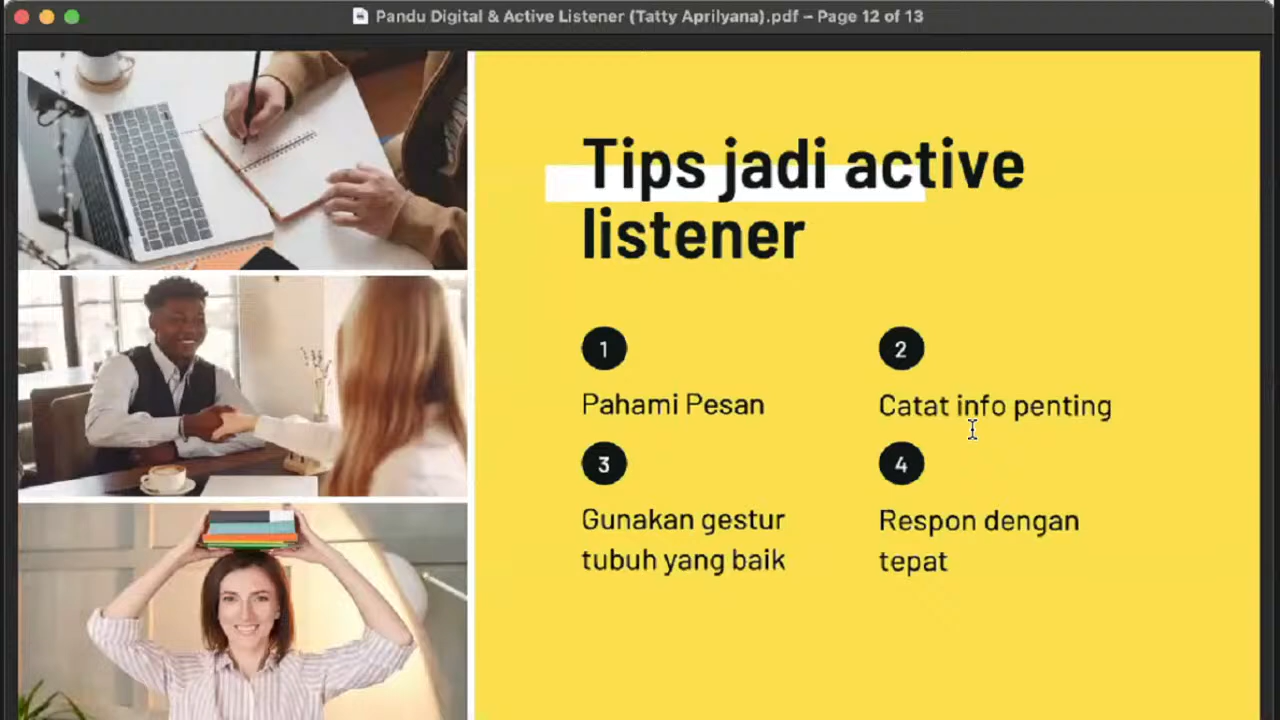 Pandu Digital & Active Listener (Tatty Aprilyana).pdf – Page 12 of 13
Tips jadi active
listener
1
Pahami Pesan
2
Catat info penting
3
Gunakan gestur
tubuh yang baik
4
Respon dengan
tepat